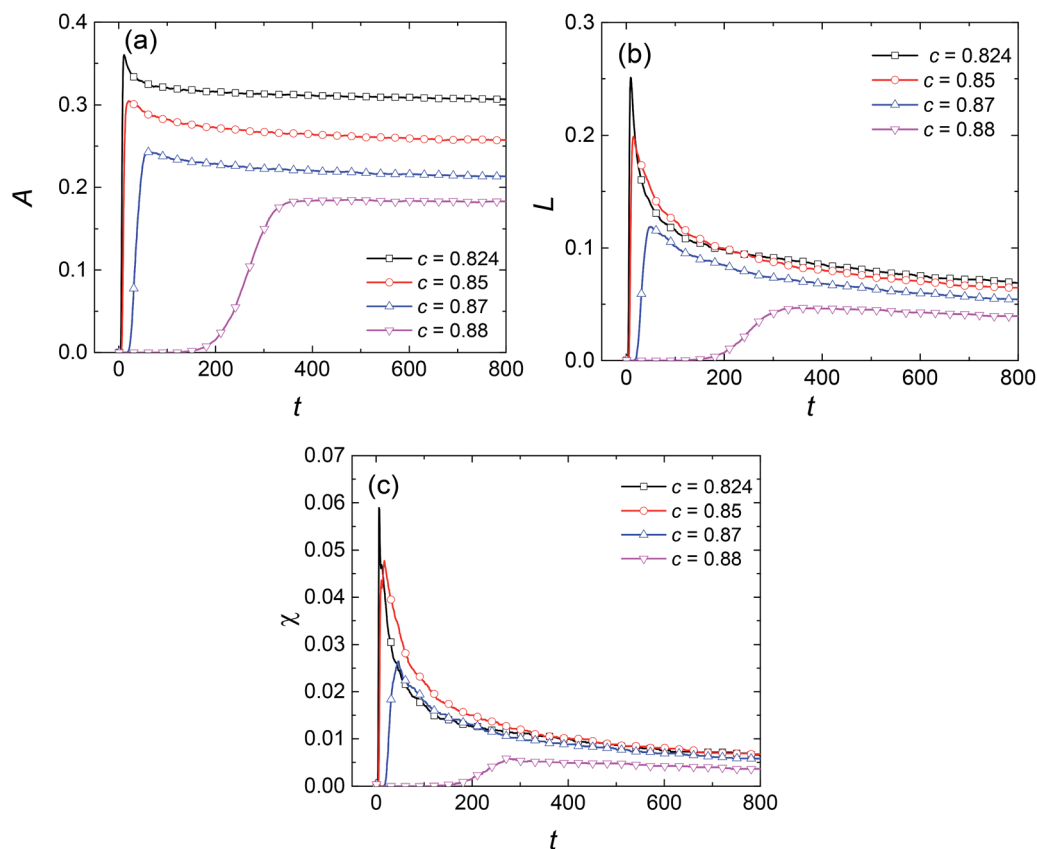 (a)
0.4
0.3
0.2
0.1
0.0
A
0 200 400 600 800
t
c = 0.824
c = 0.85
c = 0.87
c = 0.88
(b)
0.3
0.2
0.1
0.0
L
0 200 400 600 800
t
c = 0.824
c = 0.85
c = 0.87
c = 0.88
(c)
0.07
0.06
0.05
0.04
0.03
0.02
0.01
0.00
χ
0 200 400 600 800
t
c = 0.824
c = 0.85
c = 0.87
c = 0.88